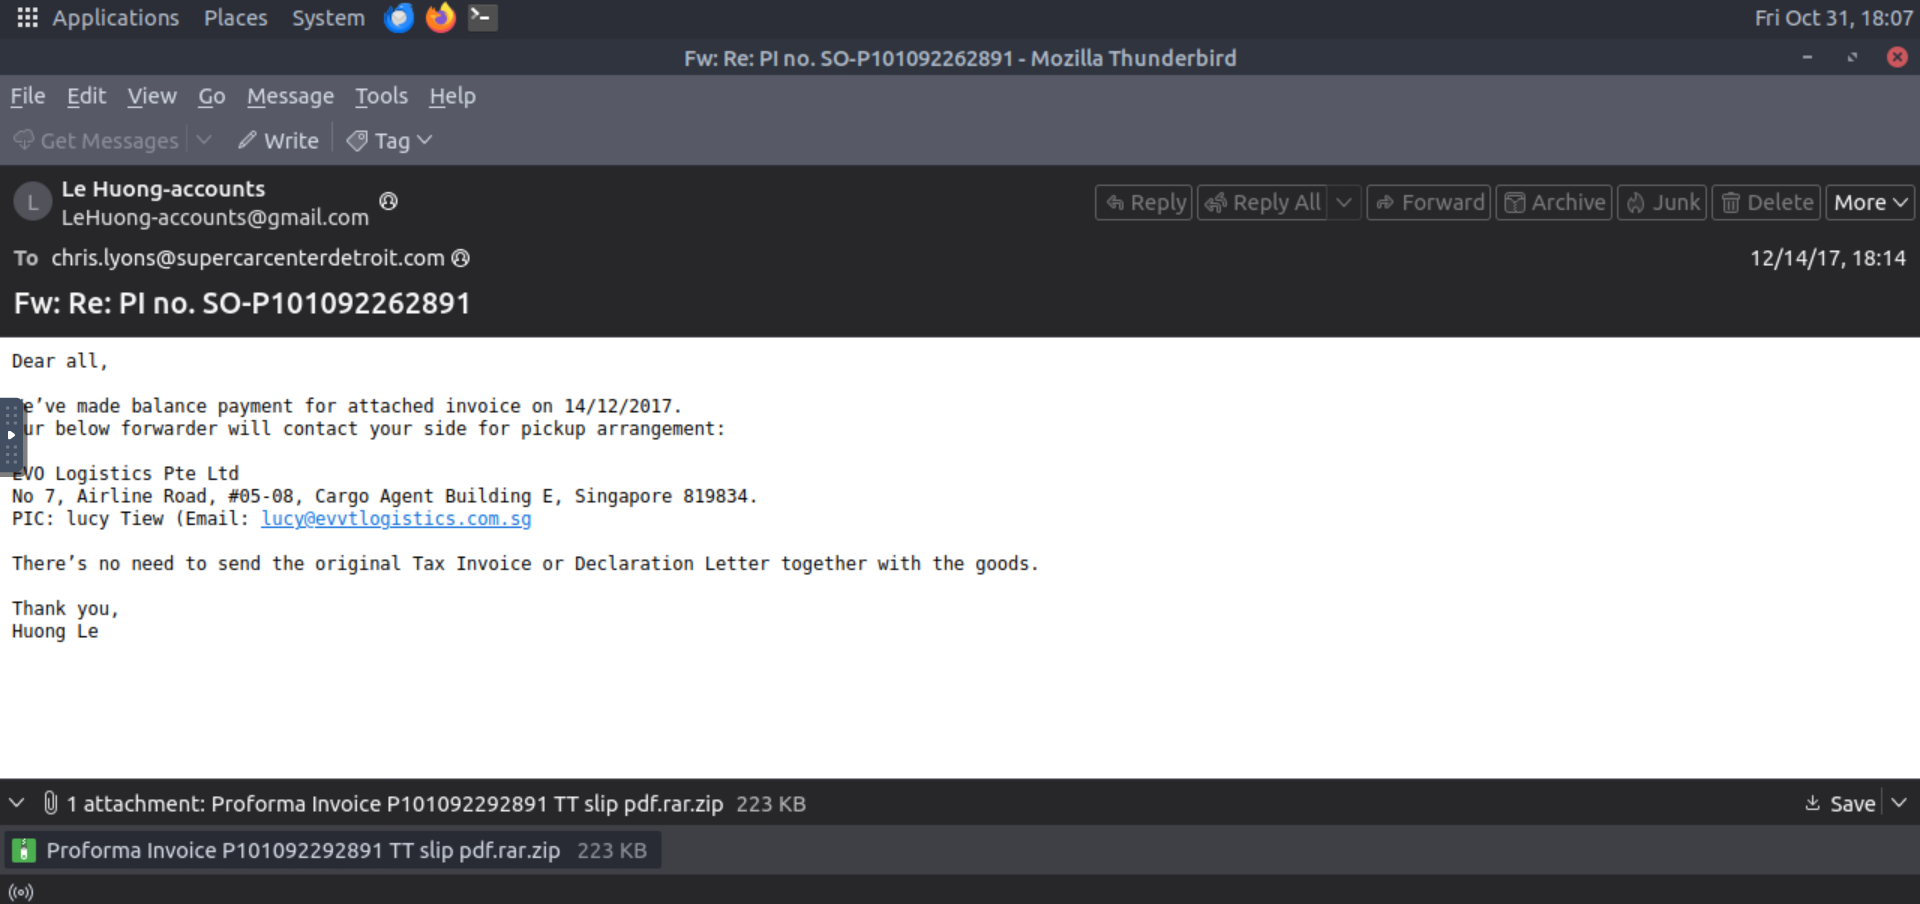 Applications Places System Fri Oct 31, 18:07
Fw: Re: PI no. SO-P101092262891 - Mozilla Thunderbird
File Edit View Go Message Tools Help
Get Messages Write Tag
L Le Huong-accounts
LeHuong-accounts@gmail.com
Reply Reply All Forward Archive Junk Delete More
To chris.lyons@supercarcenterdetroit.com 12/14/17, 18:14
Fw: Re: PI no. SO-P101092262891
Dear all,
e’ve made balance payment for attached invoice on 14/12/2017.
ur below forwarder will contact your side for pickup arrangement:
EVO Logistics Pte Ltd
No 7, Airline Road, #05-08, Cargo Agent Building E, Singapore 819834.
PIC: lucy Tiew (Email: lucy@evvtlogistics.com.sg
There’s no need to send the original Tax Invoice or Declaration Letter together with the goods.
Thank you,
Huong Le
1 attachment: Proforma Invoice P101092292891 TT slip pdf.rar.zip 223 KB Save
Proforma Invoice P101092292891 TT slip pdf.rar.zip 223 KB